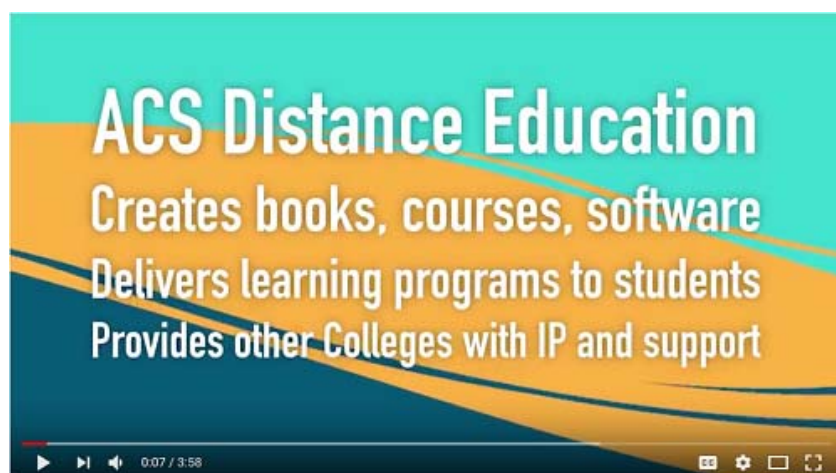 ACS Distance Education
Creates books, courses, software
Delivers learning programs to students
Provides other Colleges with IP and support
0:07 / 3:58
CC